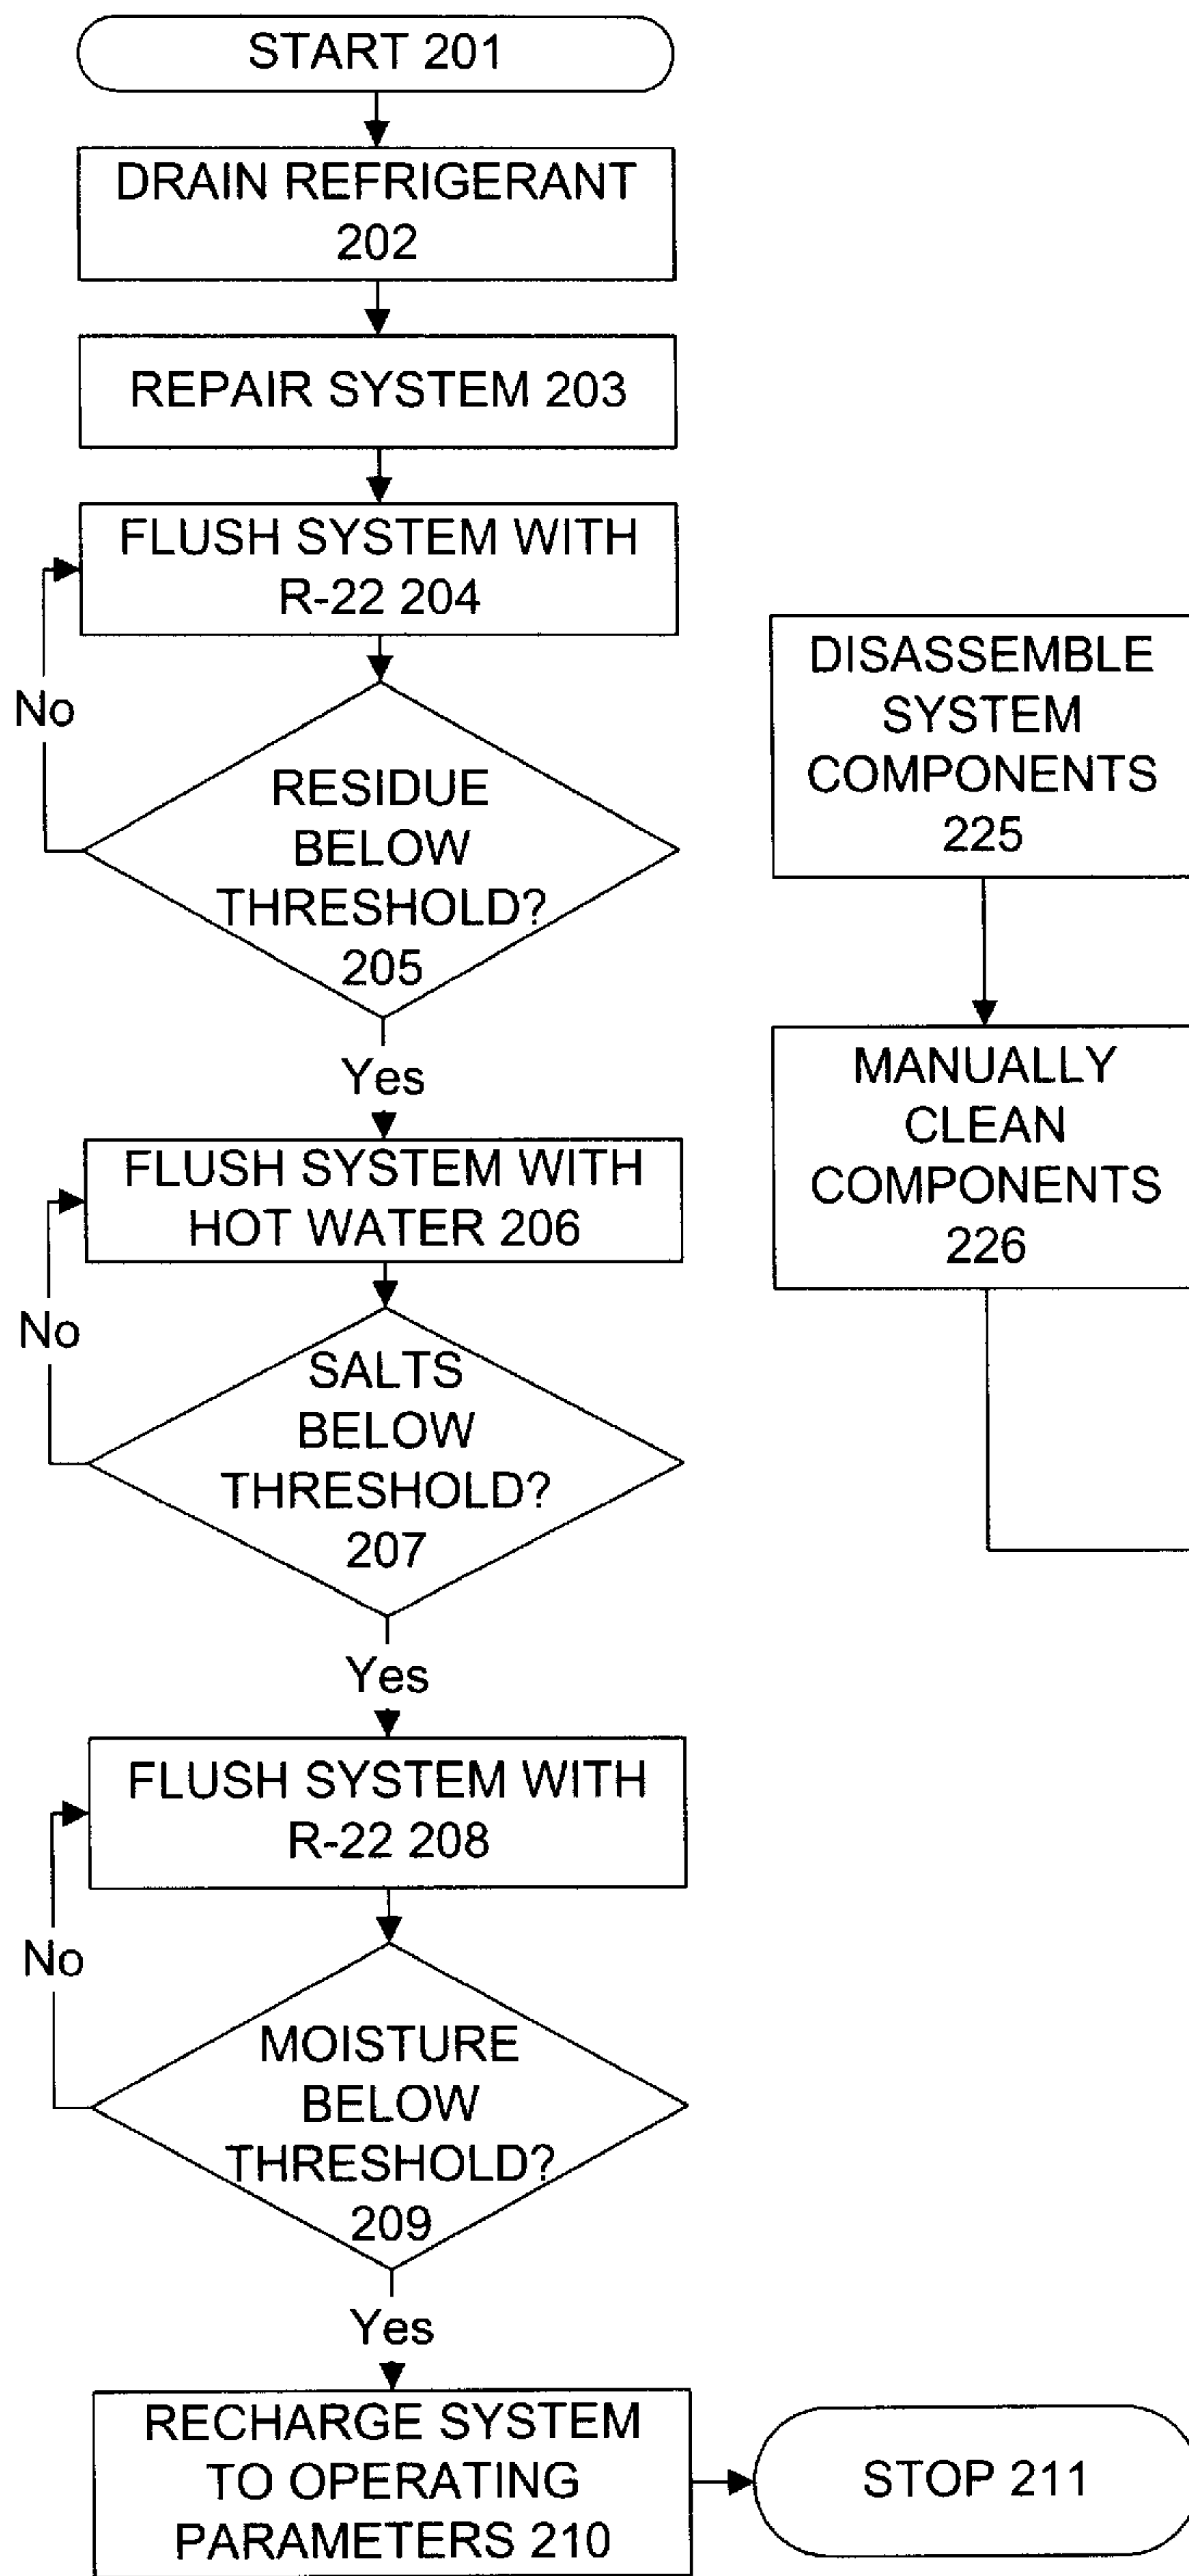 START 201
DRAIN REFRIGERANT
202
REPAIR SYSTEM 203
FLUSH SYSTEM WITH
R-22 204
No
RESIDUE
BELOW
THRESHOLD?
205
Yes
FLUSH SYSTEM WITH
HOT WATER 206
No
SALTS
BELOW
THRESHOLD?
207
Yes
FLUSH SYSTEM WITH
R-22 208
No
MOISTURE
BELOW
THRESHOLD?
209
Yes
RECHARGE SYSTEM
TO OPERATING
PARAMETERS 210
STOP 211
DISASSEMBLE
SYSTEM
COMPONENTS
225
MANUALLY
CLEAN
COMPONENTS
226